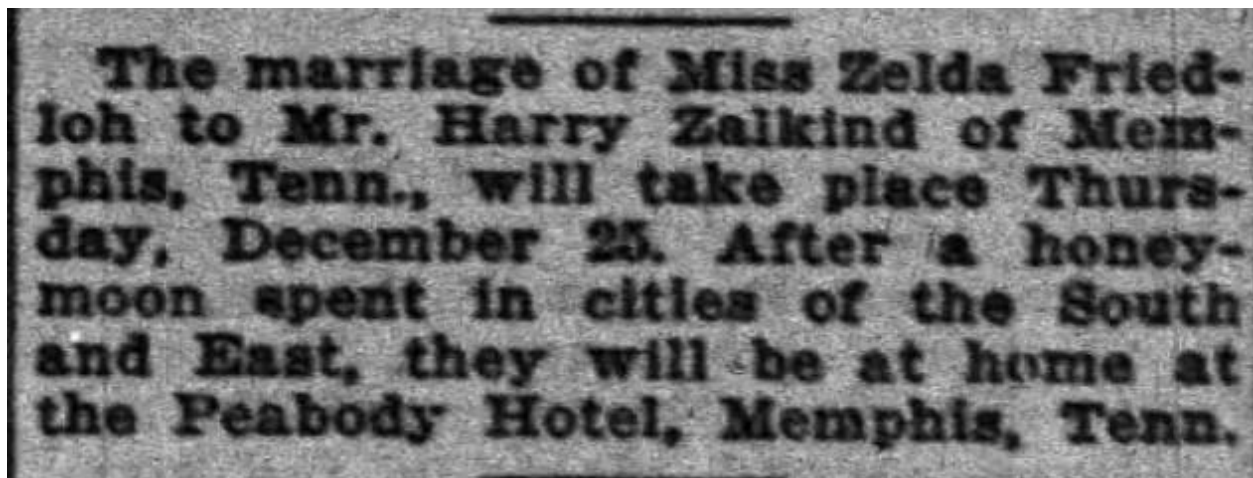 The marriage of Miss Zelda Fried-
loh to Mr. Harry Zalkind of Mem-
phis, Tenn., will take place Thurs-
day, December 25. After a honey-
moon spent in cities of the South
and East, they will be at home at
the Peabody Hotel, Memphis, Tenn.